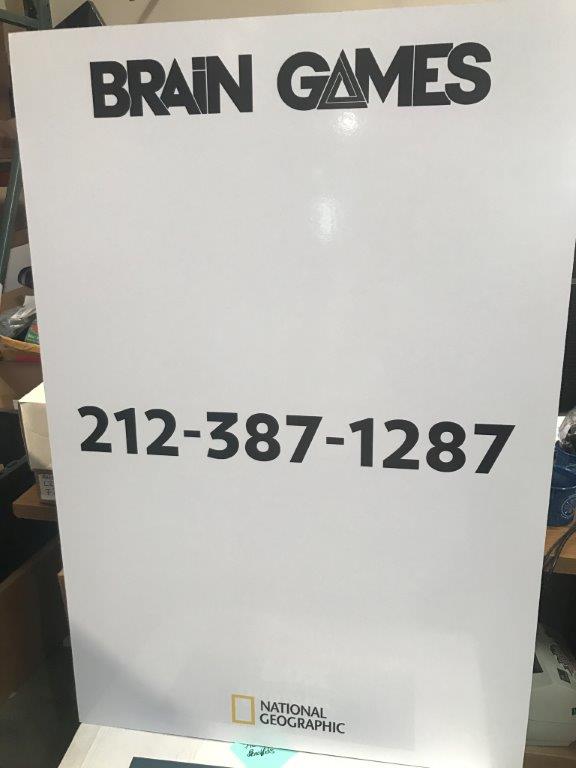 BRAiN GAMES
212-387-1287
NATIONAL
GEOGRAPHIC